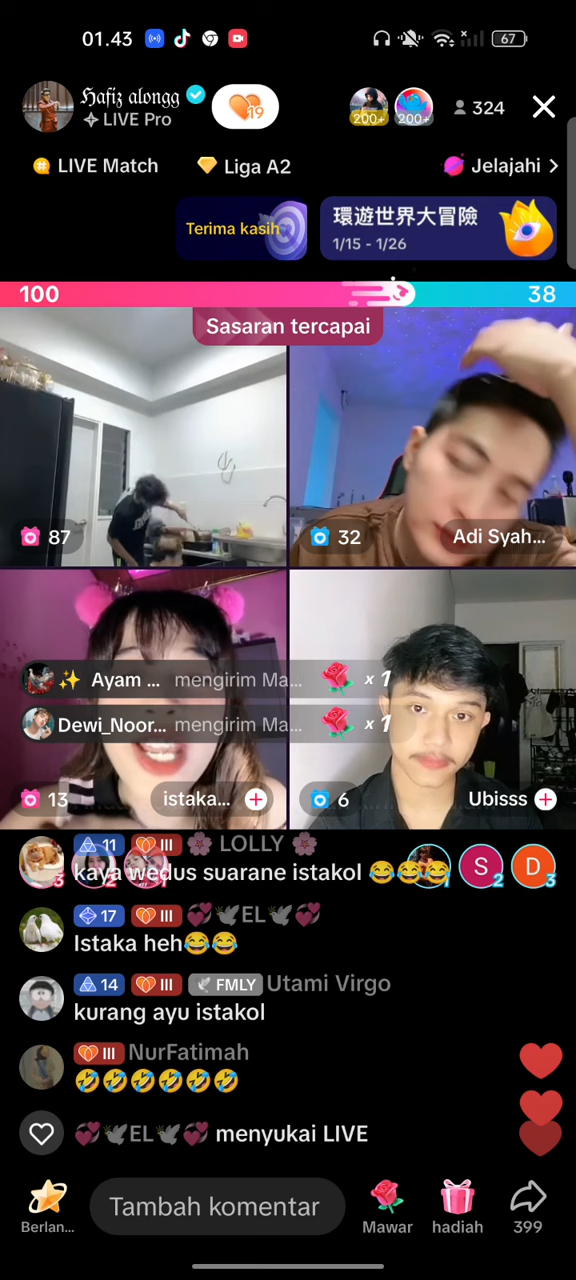 01.43
67
Hafiz alongg
LIVE Pro
19
200+
200+
324
LIVE Match
Liga A2
Jelajahi
Terima kasih
環遊世界大冒險
1/15 - 1/26
100
38
Sasaran tercapai
87
32
Adi Syah...
Ayam ... mengirim Ma... x 1
Dewi_Noor... mengirim Ma... x 1
13
istaka...
6
Ubisss
11 III LOLLY
kaya wedus suarane istakol
3
2
1
1
S 2
D 3
17 III EL
Istaka heh
14 III FMLY Utami Virgo
kurang ayu istakol
III NurFatimah
EL menyukai LIVE
Berlan...
Tambah komentar
Mawar
hadiah
399